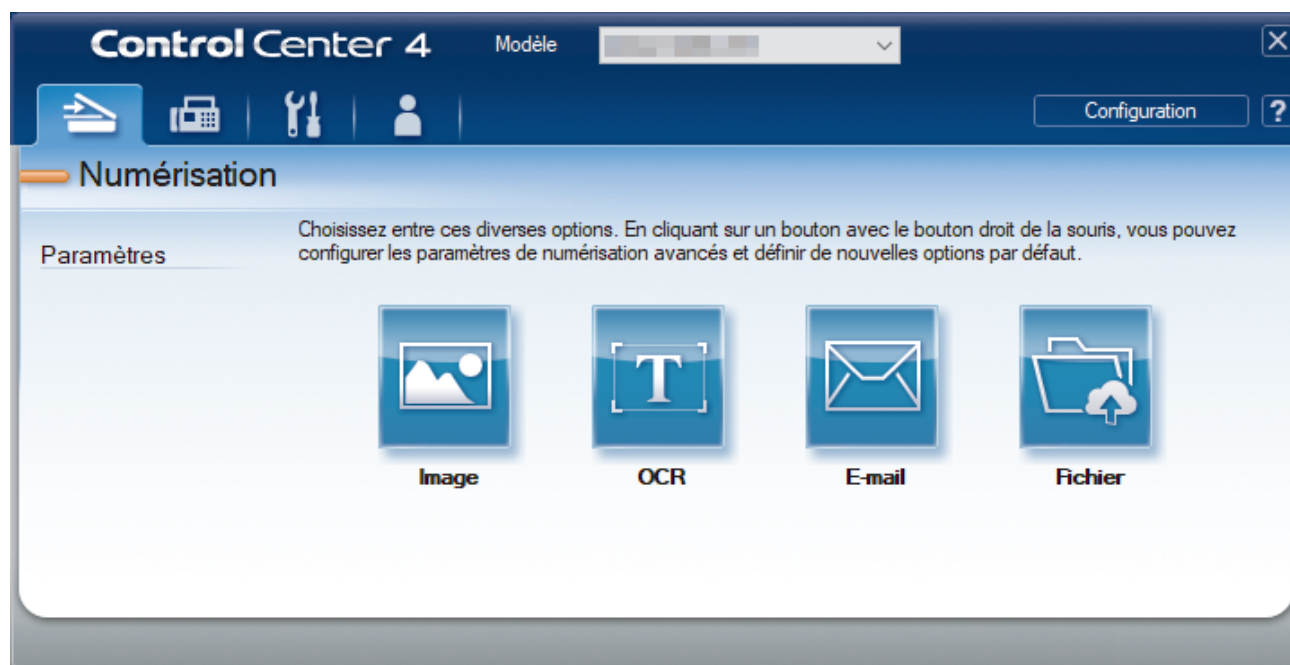 Control Center 4
Modèle
Configuration
?
Numérisation
Paramètres
Choisissez entre ces diverses options. En cliquant sur un bouton avec le bouton droit de la souris, vous pouvez
configurer les paramètres de numérisation avancés et définir de nouvelles options par défaut.
T
Image
OCR
E-mail
Fichier